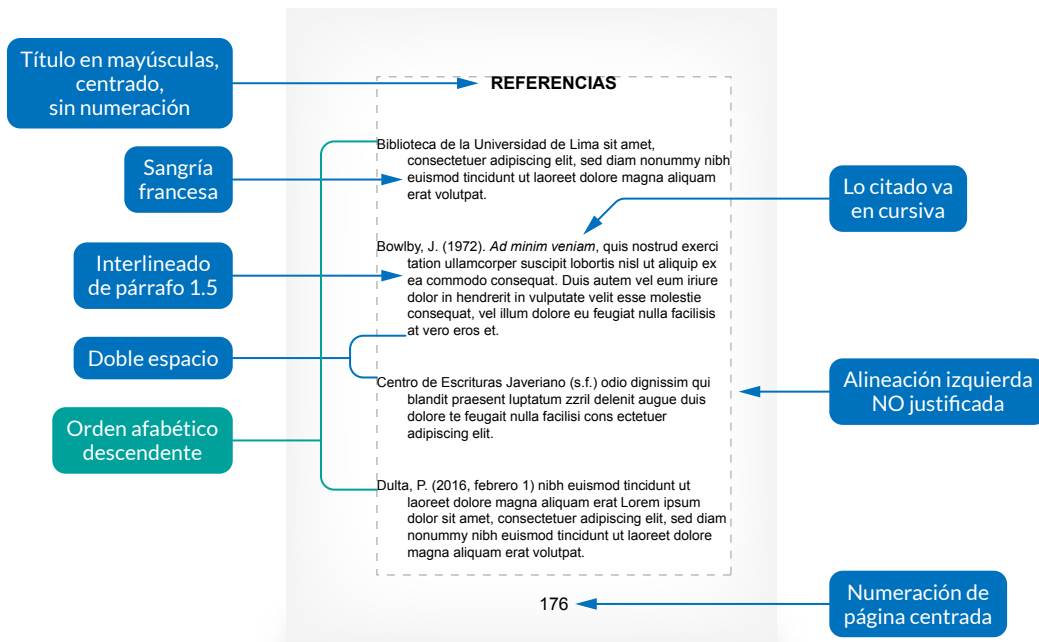 Título en mayúsculas,
centrado,
sin numeración
REFERENCIAS
Biblioteca de la Universidad de Lima sit amet,
consectetuer adipiscing elit, sed diam nonummy nibh
euismod tincidunt ut laoreet dolore magna aliquam
erat volutpat.
Sangría
francesa
Lo citado va
en cursiva
Bowlby, J. (1972). Ad minim veniam, quis nostrud exerci
tation ullamcorper suscipit lobortis nisl ut aliquip ex
ea commodo consequat. Duis autem vel eum iriure
dolor in hendrerit in vulputate velit esse molestie
consequat, vel illum dolore eu feugiat nulla facilisis
at vero eros et.
Interlineado
de párrafo 1.5
Doble espacio
Centro de Escrituras Javeriano (s.f.) odio dignissim qui
blandit praesent luptatum zzril delenit augue duis
dolore te feugait nulla facilisi cons ectetuer
adipiscing elit.
Alineación izquierda
NO justificada
Orden afabético
descendente
Dulta, P. (2016, febrero 1) nibh euismod tincidunt ut
laoreet dolore magna aliquam erat Lorem ipsum
dolor sit amet, consectetuer adipiscing elit, sed diam
nonummy nibh euismod tincidunt ut laoreet dolore
magna aliquam erat volutpat.
176
Numeración de
página centrada